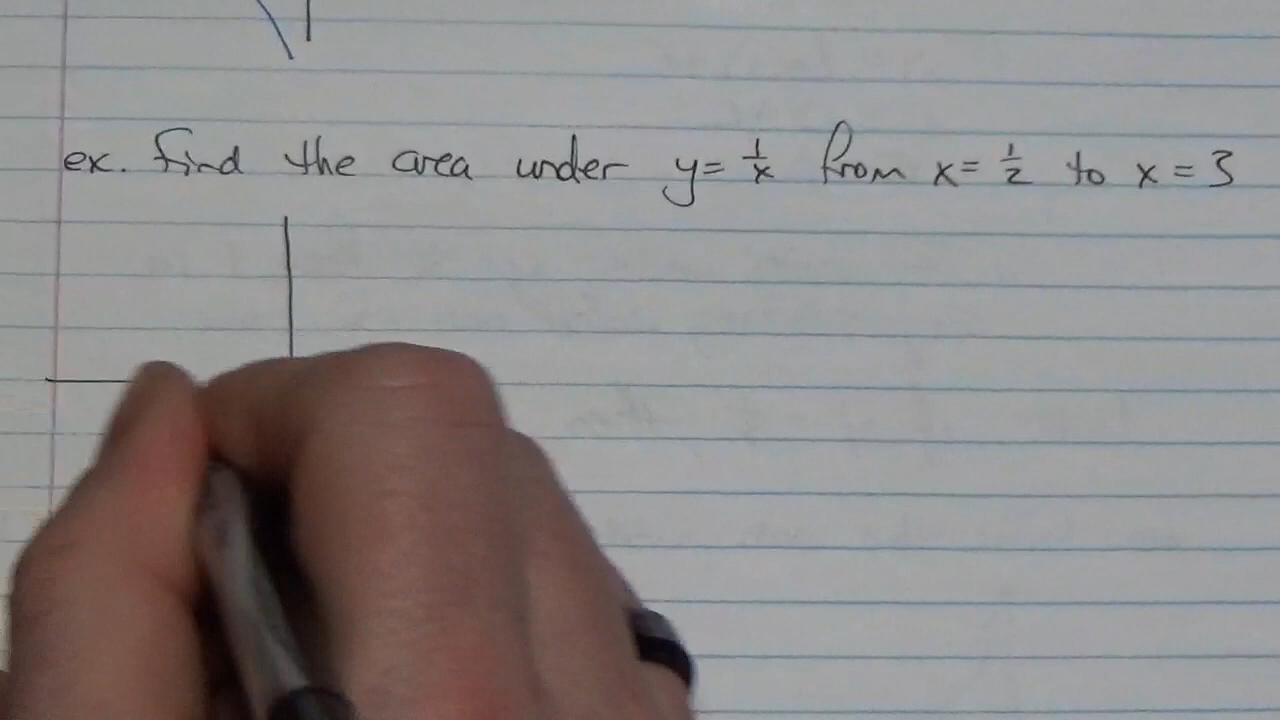 ex. find the area under y= 1/x from x= 1/2 to x = 3